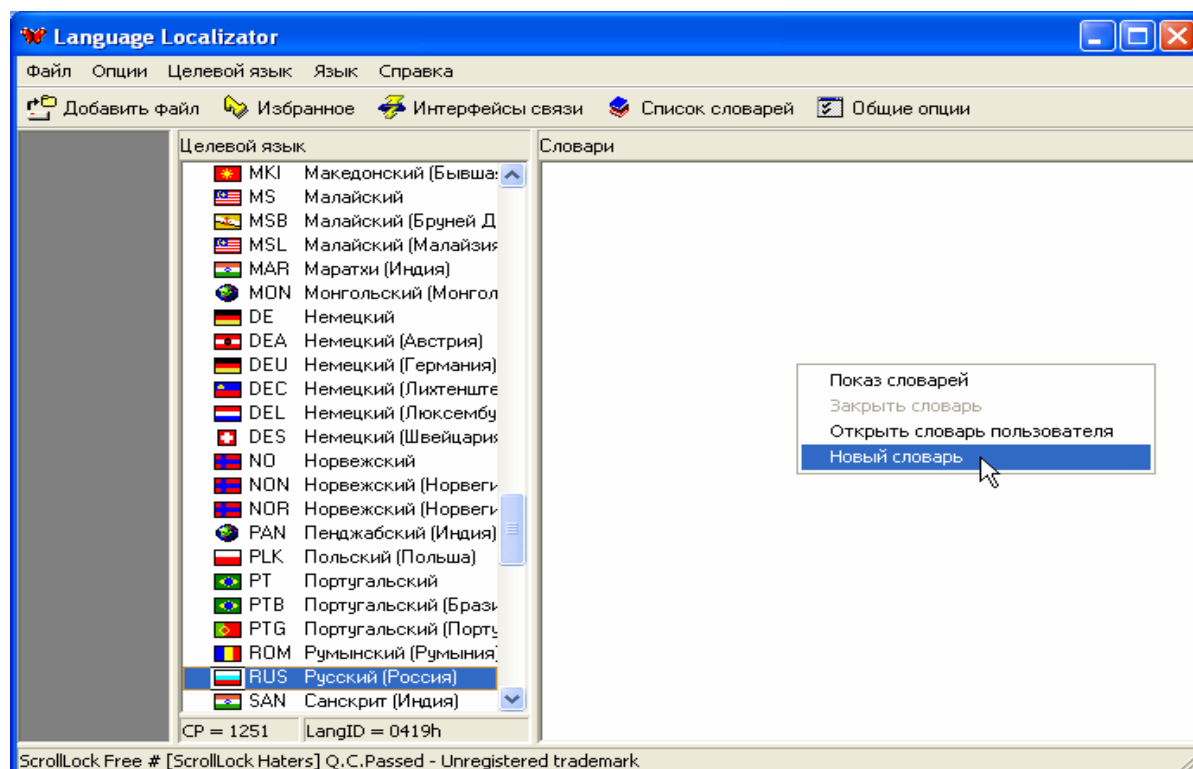 Language Localizator
Файл Опции Целевой язык Язык Справка
Добавить файл Избранное Интерфейсы связи Список словарей Общие опции
Целевой язык
Словари
MKI Македонский (Бывша
MS Малайский
MSB Малайский (Бруней Д
MSL Малайский (Малайзия
MAR Маратхи (Индия)
MON Монгольский (Монгол
DE Немецкий
DEA Немецкий (Австрия)
DEU Немецкий (Германия)
DEC Немецкий (Лихтенште
DEL Немецкий (Люксембу
DES Немецкий (Швейцария
NO Норвежский
NON Норвежский (Норвеги
NOR Норвежский (Норвеги
PAN Пенджабский (Индия)
PLK Польский (Польша)
PT Португальский
PTB Португальский (Брази
PTG Португальский (Порту
ROM Румынский (Румыния)
RUS Русский (Россия)
SAN Санскрит (Индия)
Показ словарей
Закрыть словарь
Открыть словарь пользователя
Новый словарь
CP = 1251 LangID = 0419h
ScrollLock Free # [ScrollLock Haters] Q.C.Passed - Unregistered trademark